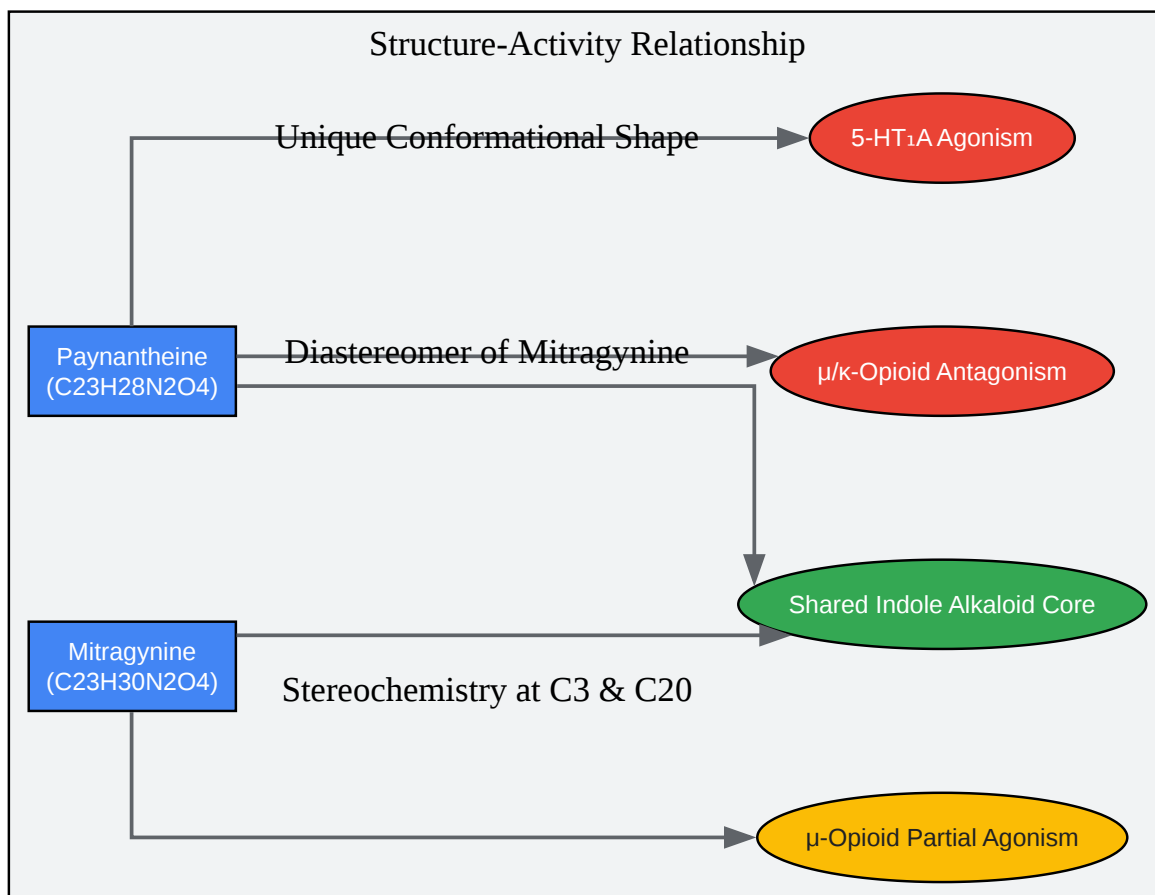 Structure-Activity Relationship
Unique Conformational Shape
5-HT₁A Agonism
Paynantheine
(C23H28N2O4)
Diastereomer of Mitragynine
μ/κ-Opioid Antagonism
Shared Indole Alkaloid Core
Mitragynine
(C23H30N2O4)
Stereochemistry at C3 & C20
μ-Opioid Partial Agonism